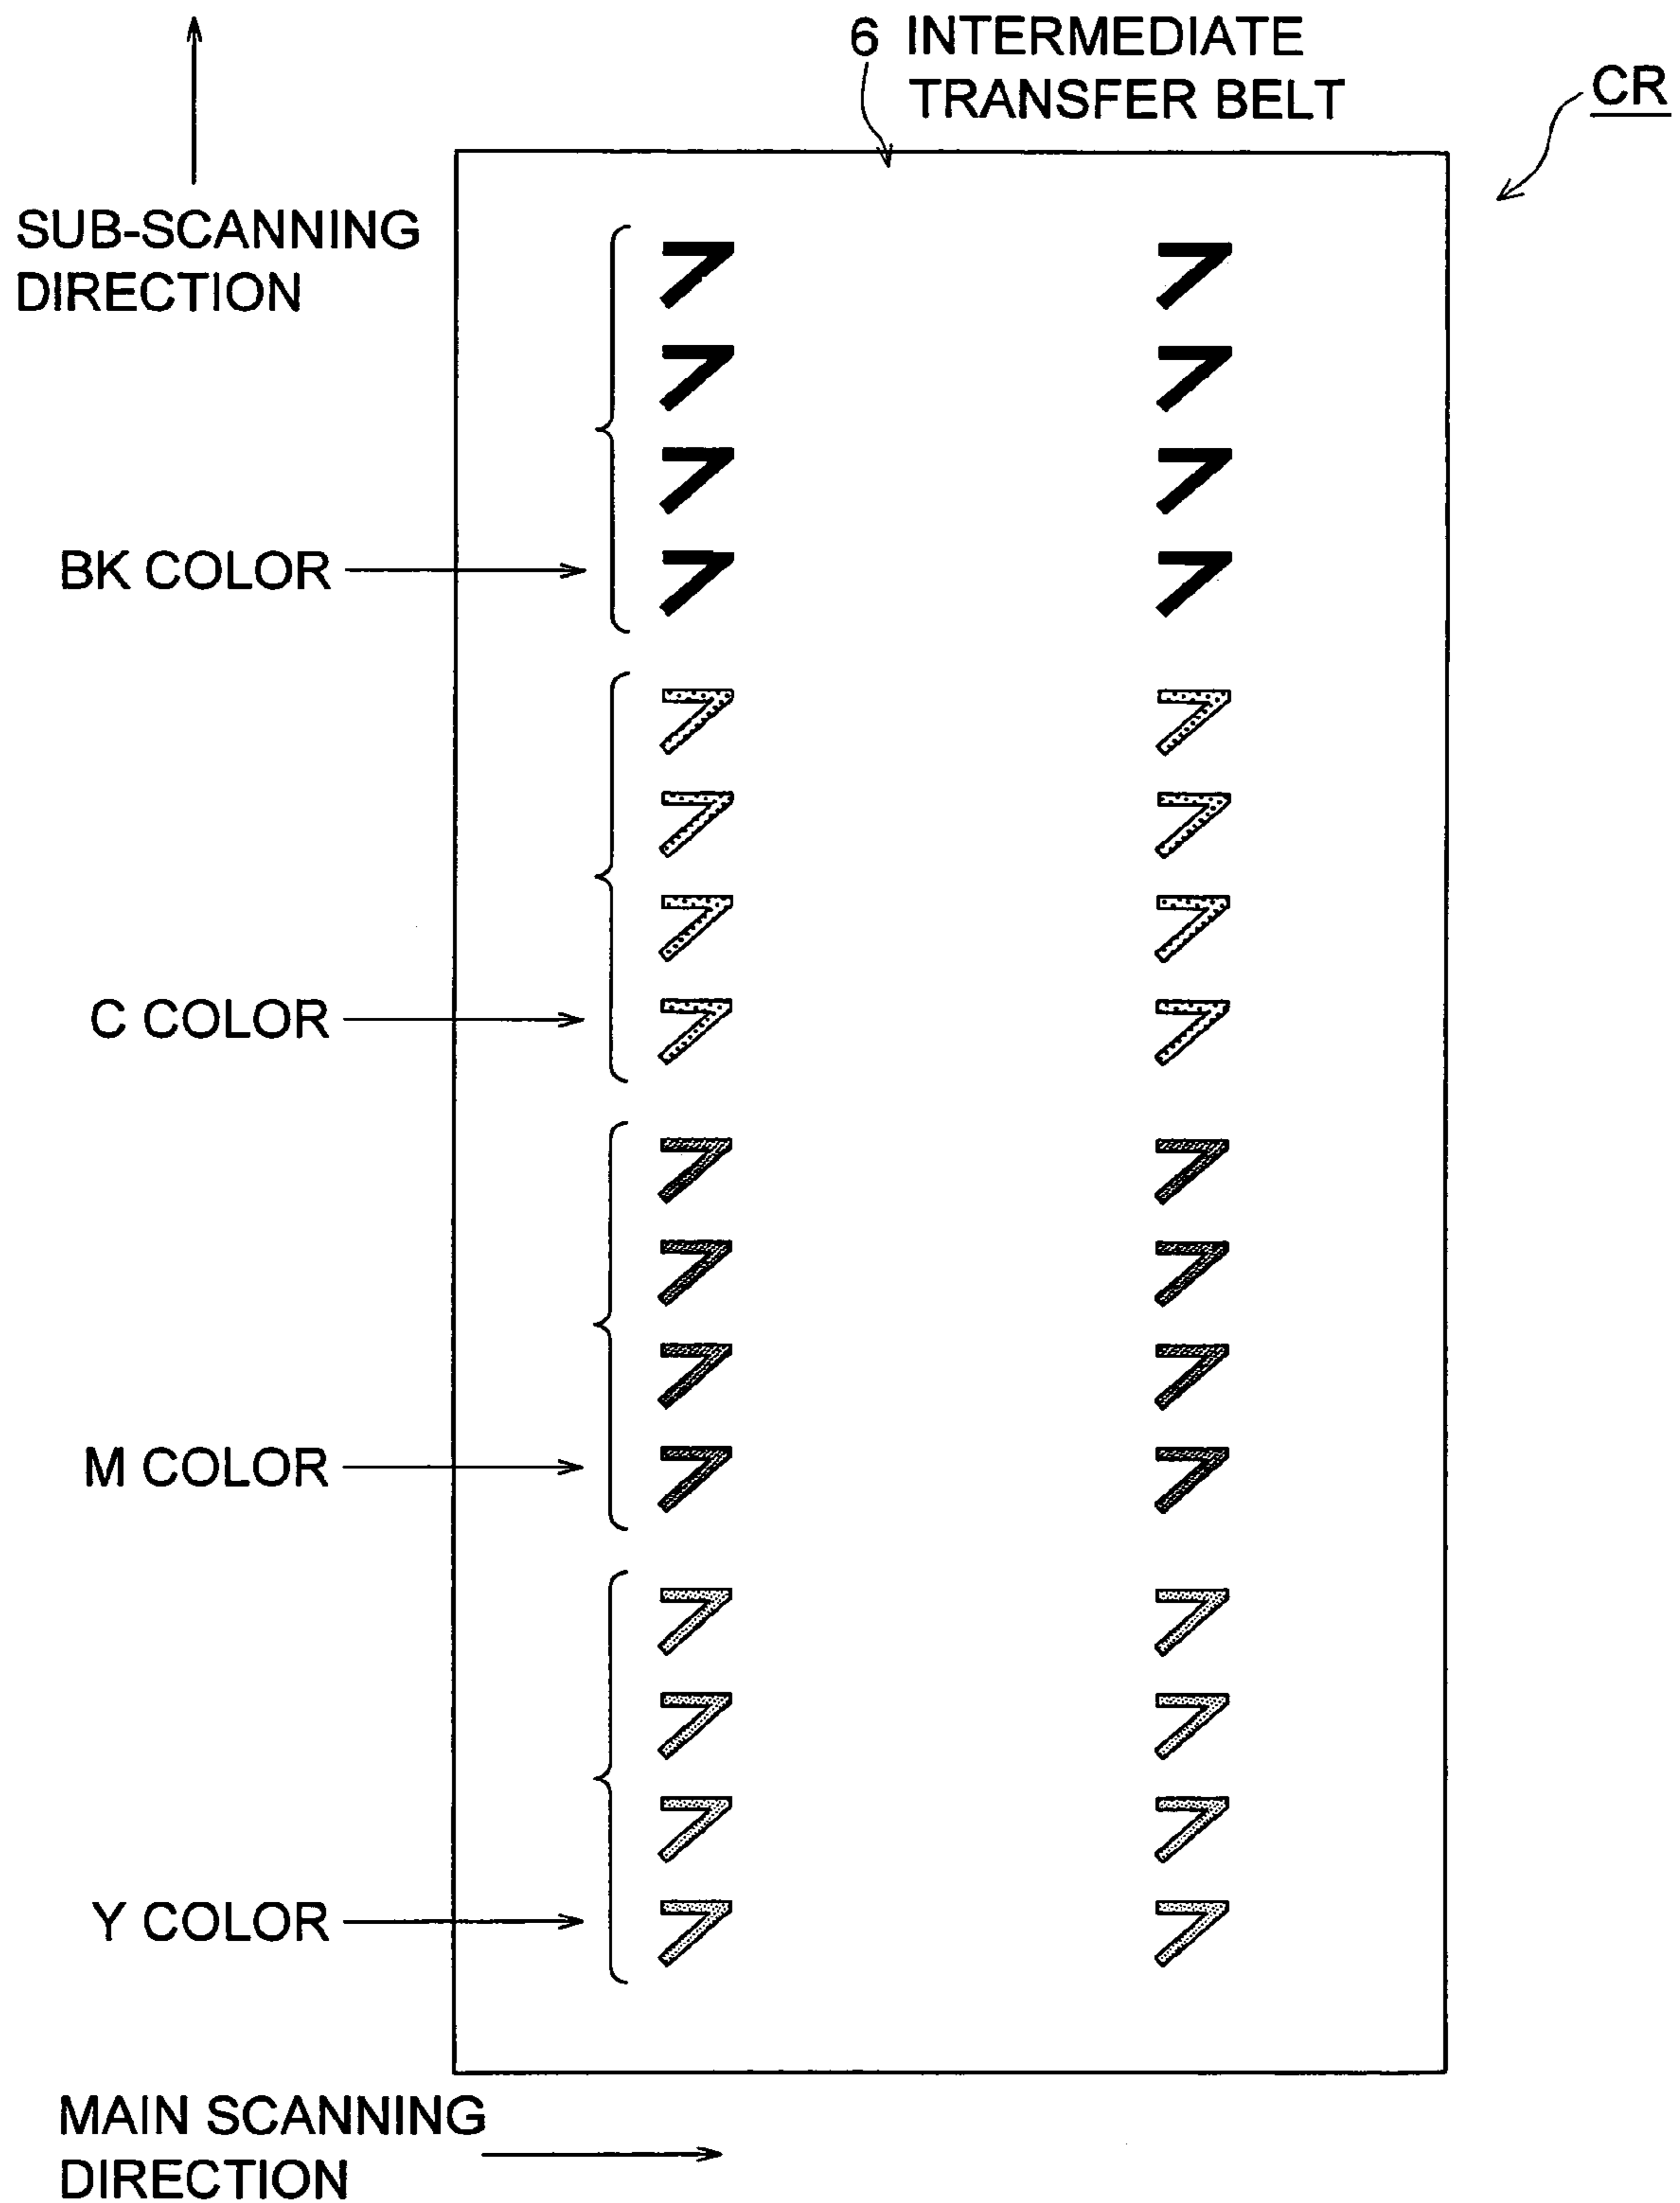 6 INTERMEDIATE
TRANSFER BELT
CR
SUB-SCANNING
DIRECTION
BK COLOR
C COLOR
M COLOR
Y COLOR
MAIN SCANNING
DIRECTION